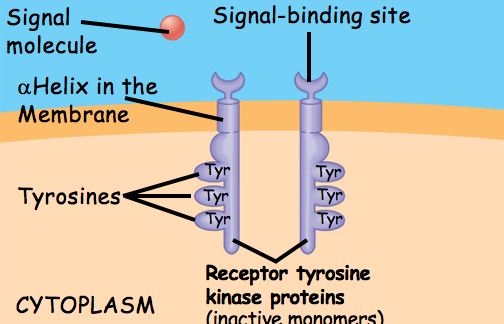 Signal
molecule
Signal-binding site
αHelix in the
Membrane
Tyr Tyr
Tyr Tyr
Tyr Tyr
Tyrosines
Receptor tyrosine
kinase proteins
(inactive monomers)
CYTOPLASM